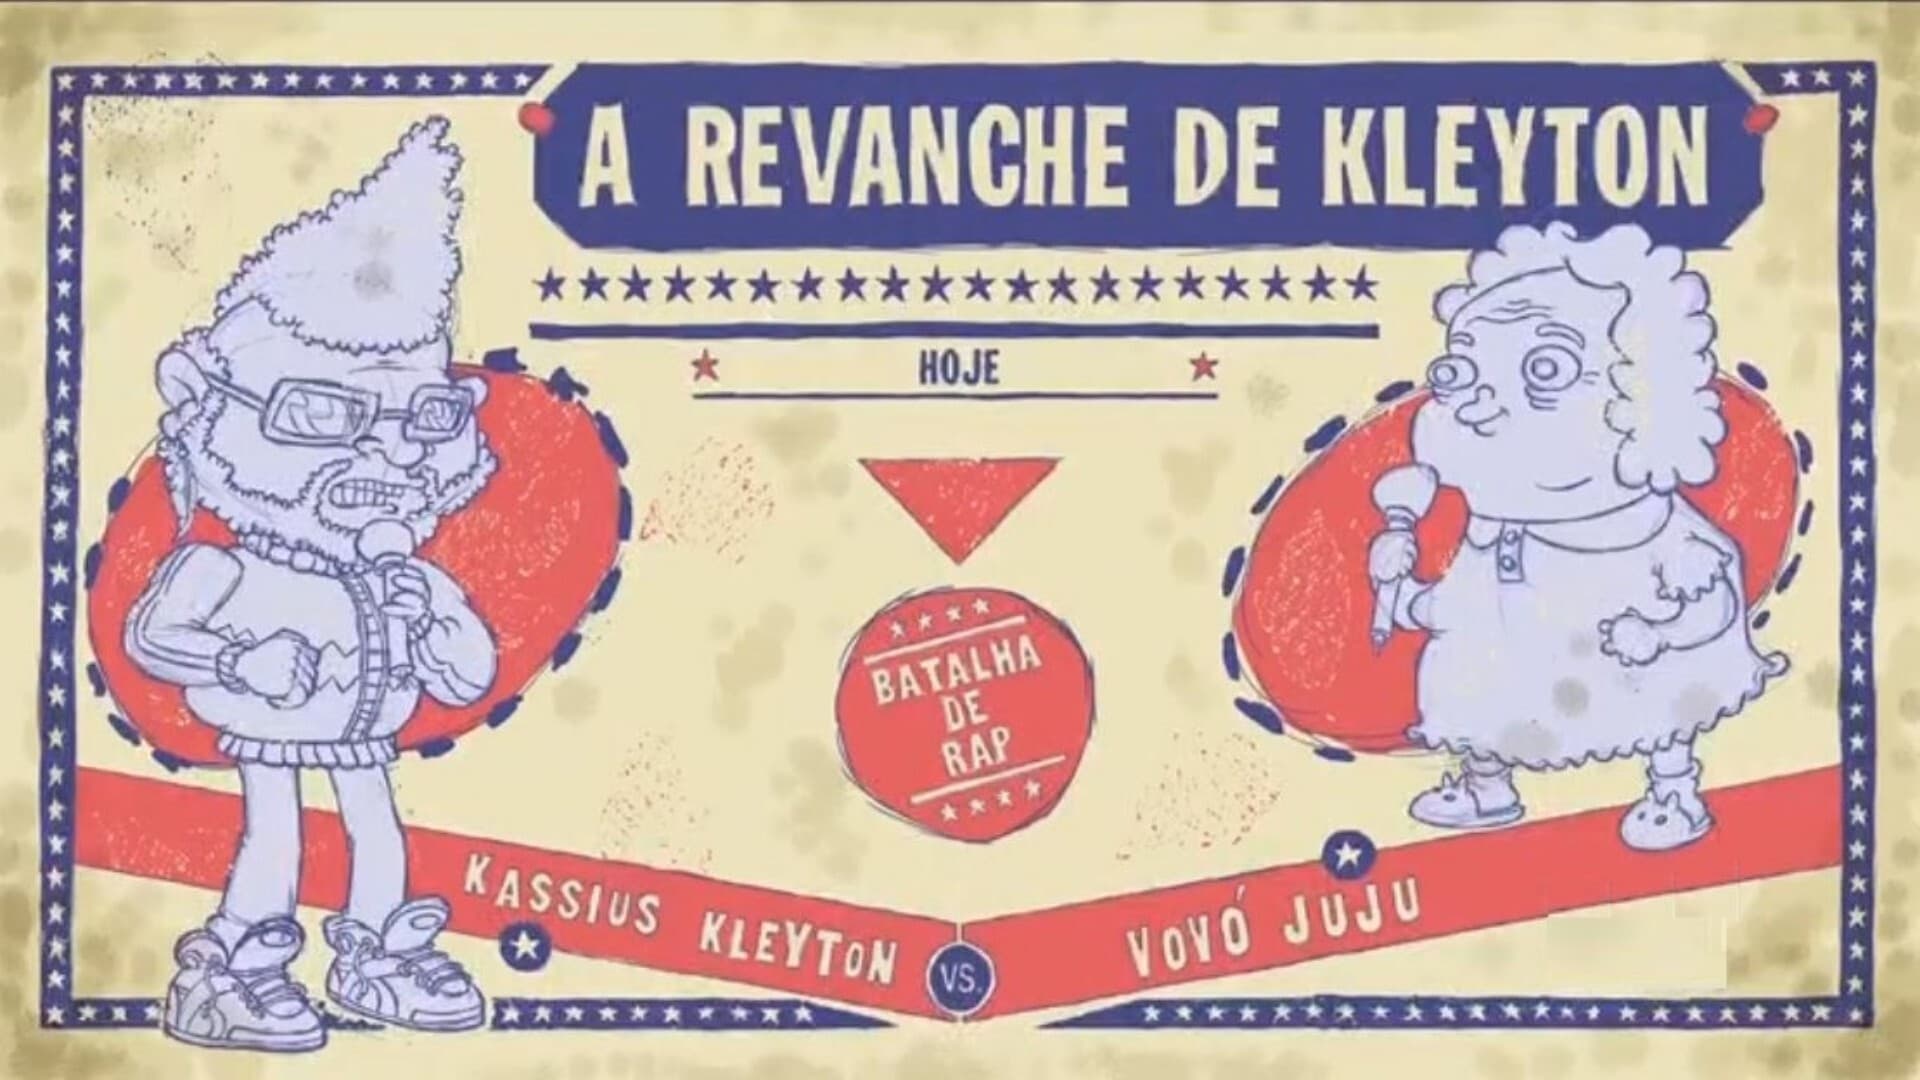 A REVANCHE DE KLEYTON
HOJE
BATALHA
DE
RAP
KASSIUS KLEYTON
VS.
VOVÓ JUJU